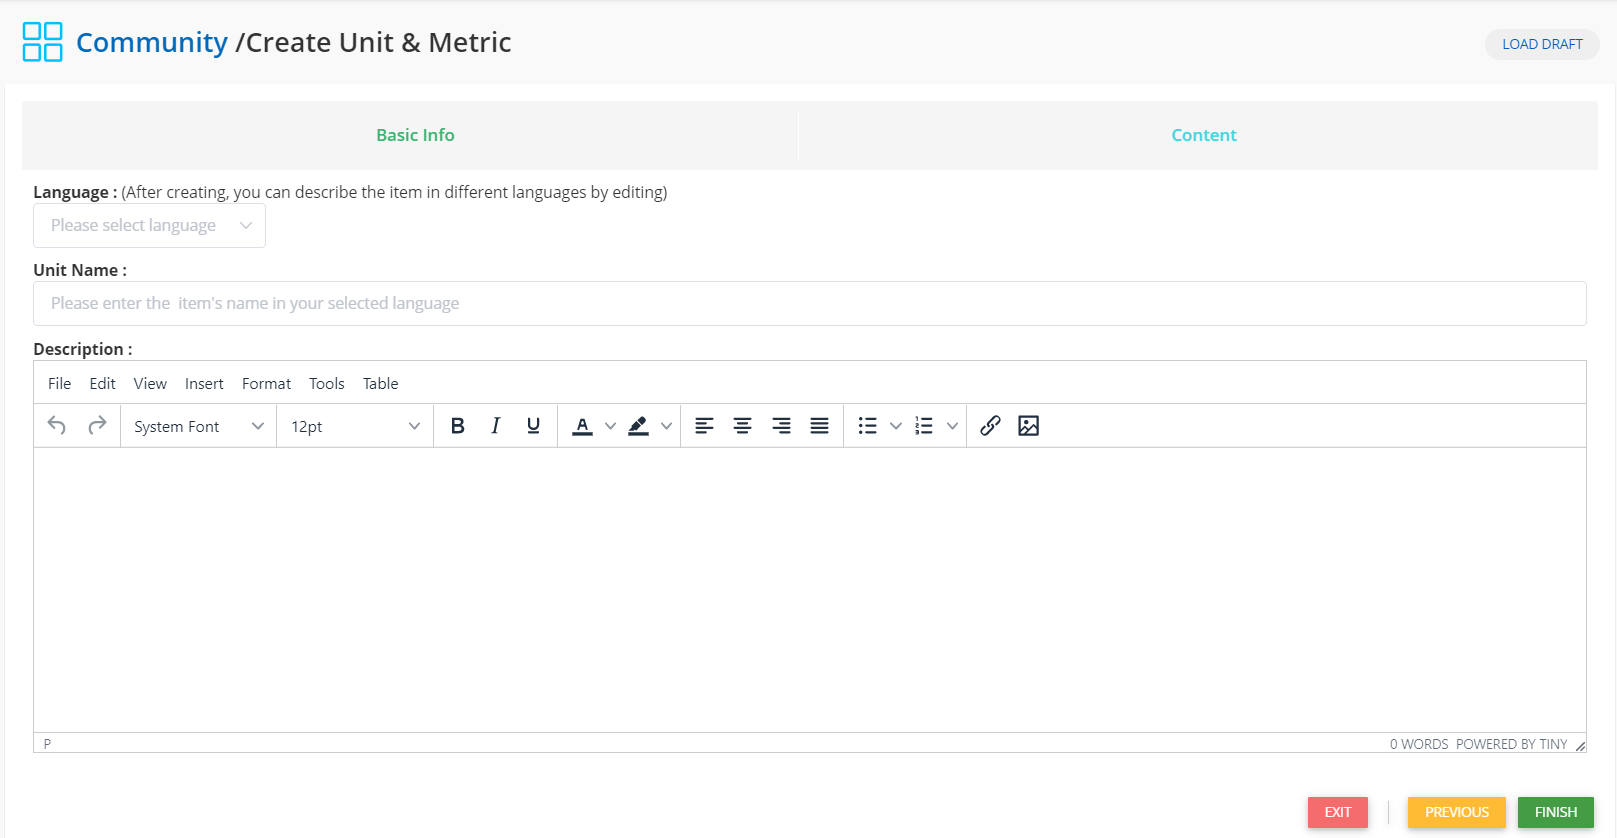 Community /Create Unit & Metric
LOAD DRAFT
Basic Info
Content
Language : (After creating, you can describe the item in different languages by editing)
Please select language
Unit Name :
Please enter the  item's name in your selected language
Description :
File Edit View Insert Format Tools Table
System Font 12pt B I U A
P
0 WORDS POWERED BY TINY
EXIT PREVIOUS FINISH